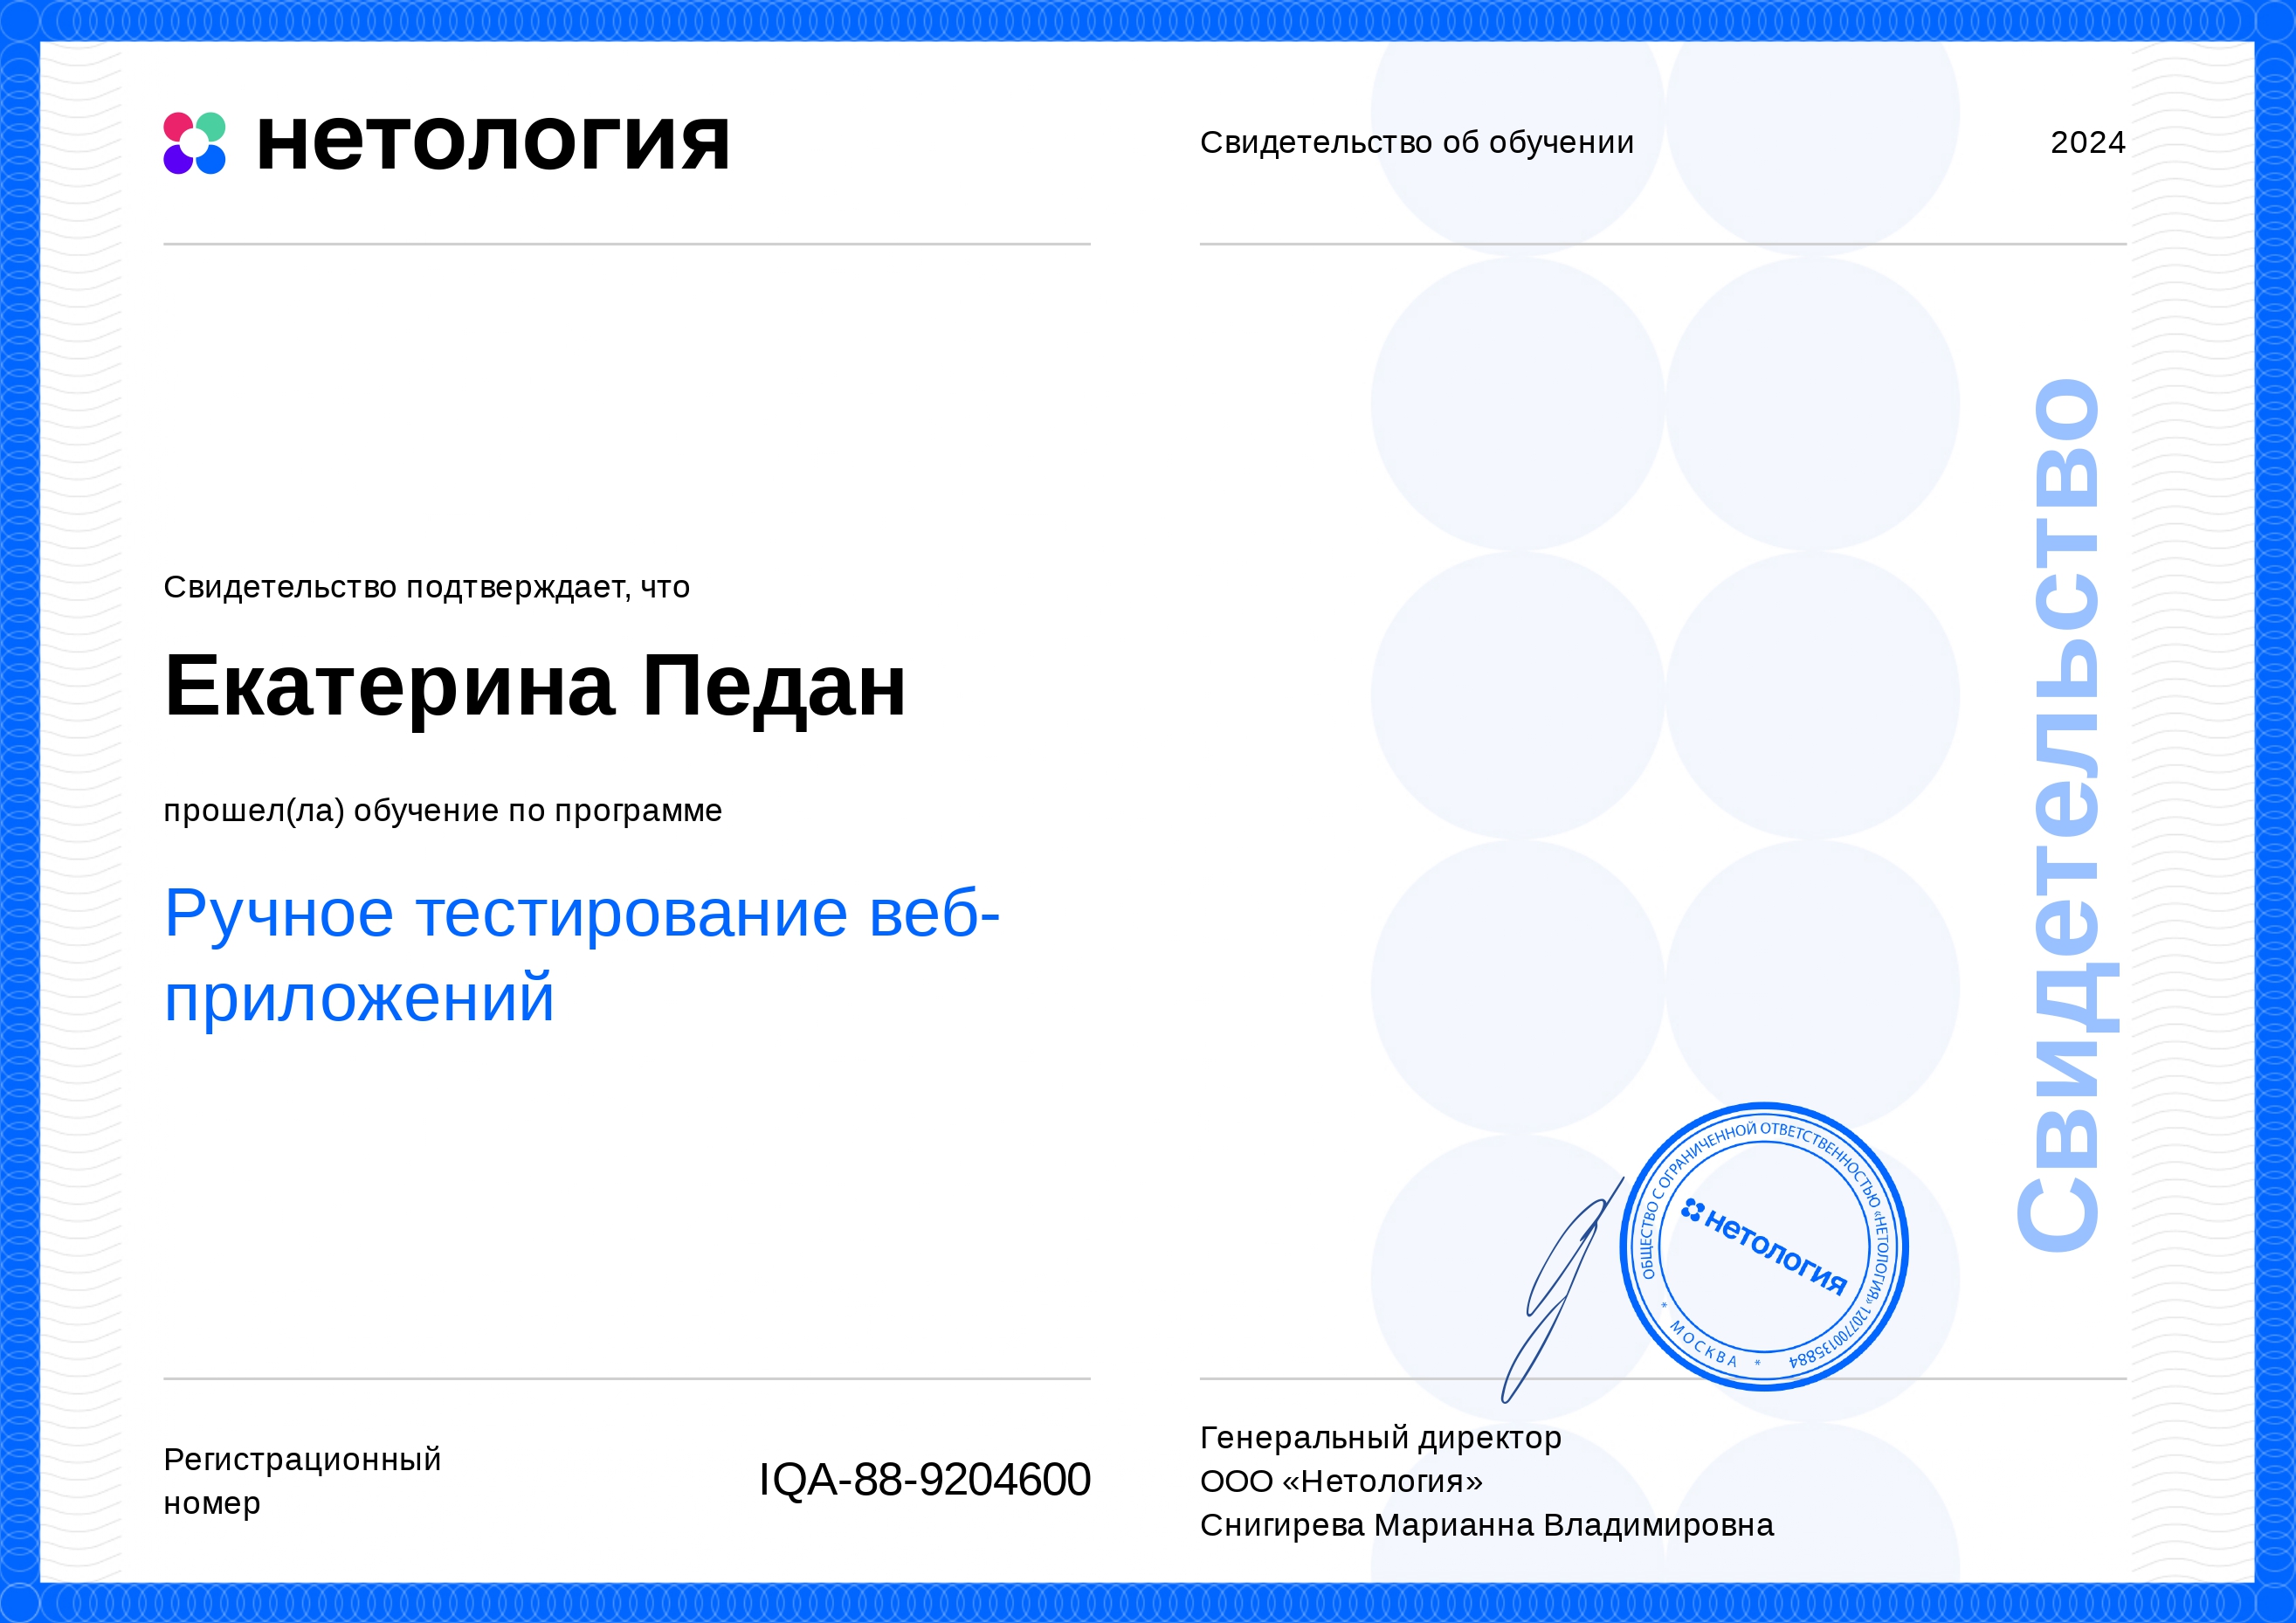 нетология
Свидетельство об обучении
2024
Свидетельство подтверждает, что
Екатерина Педан
прошел(ла) обучение по программе
Ручное тестирование веб-
приложений
Свидетельство
ОБЩЕСТВО С ОГРАНИЧЕННОЙ ОТВЕТСТВЕННОСТЬЮ «НЕТОЛОГИЯ» 1207700135884
* МОСКВА *
нетология
Регистрационный
номер
IQA-88-9204600
Генеральный директор
ООО «Нетология»
Снигирева Марианна Владимировна